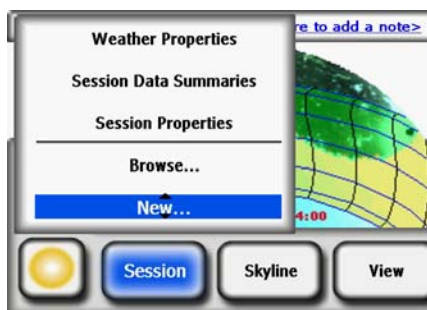 re to add a note>
Weather Properties
Session Data Summaries
Session Properties
Browse...
New...
4:00
Session
Skyline
View